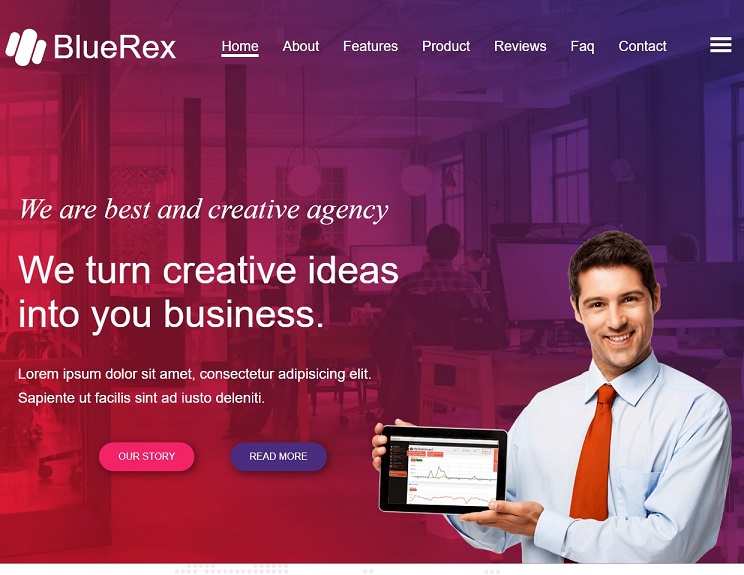 BlueRex
Home About Features Product Reviews Faq Contact
We are best and creative agency
We turn creative ideas
into you business.
Lorem ipsum dolor sit amet, consectetur adipisicing elit.
Sapiente ut facilis sint ad iusto deleniti.
OUR STORY READ MORE